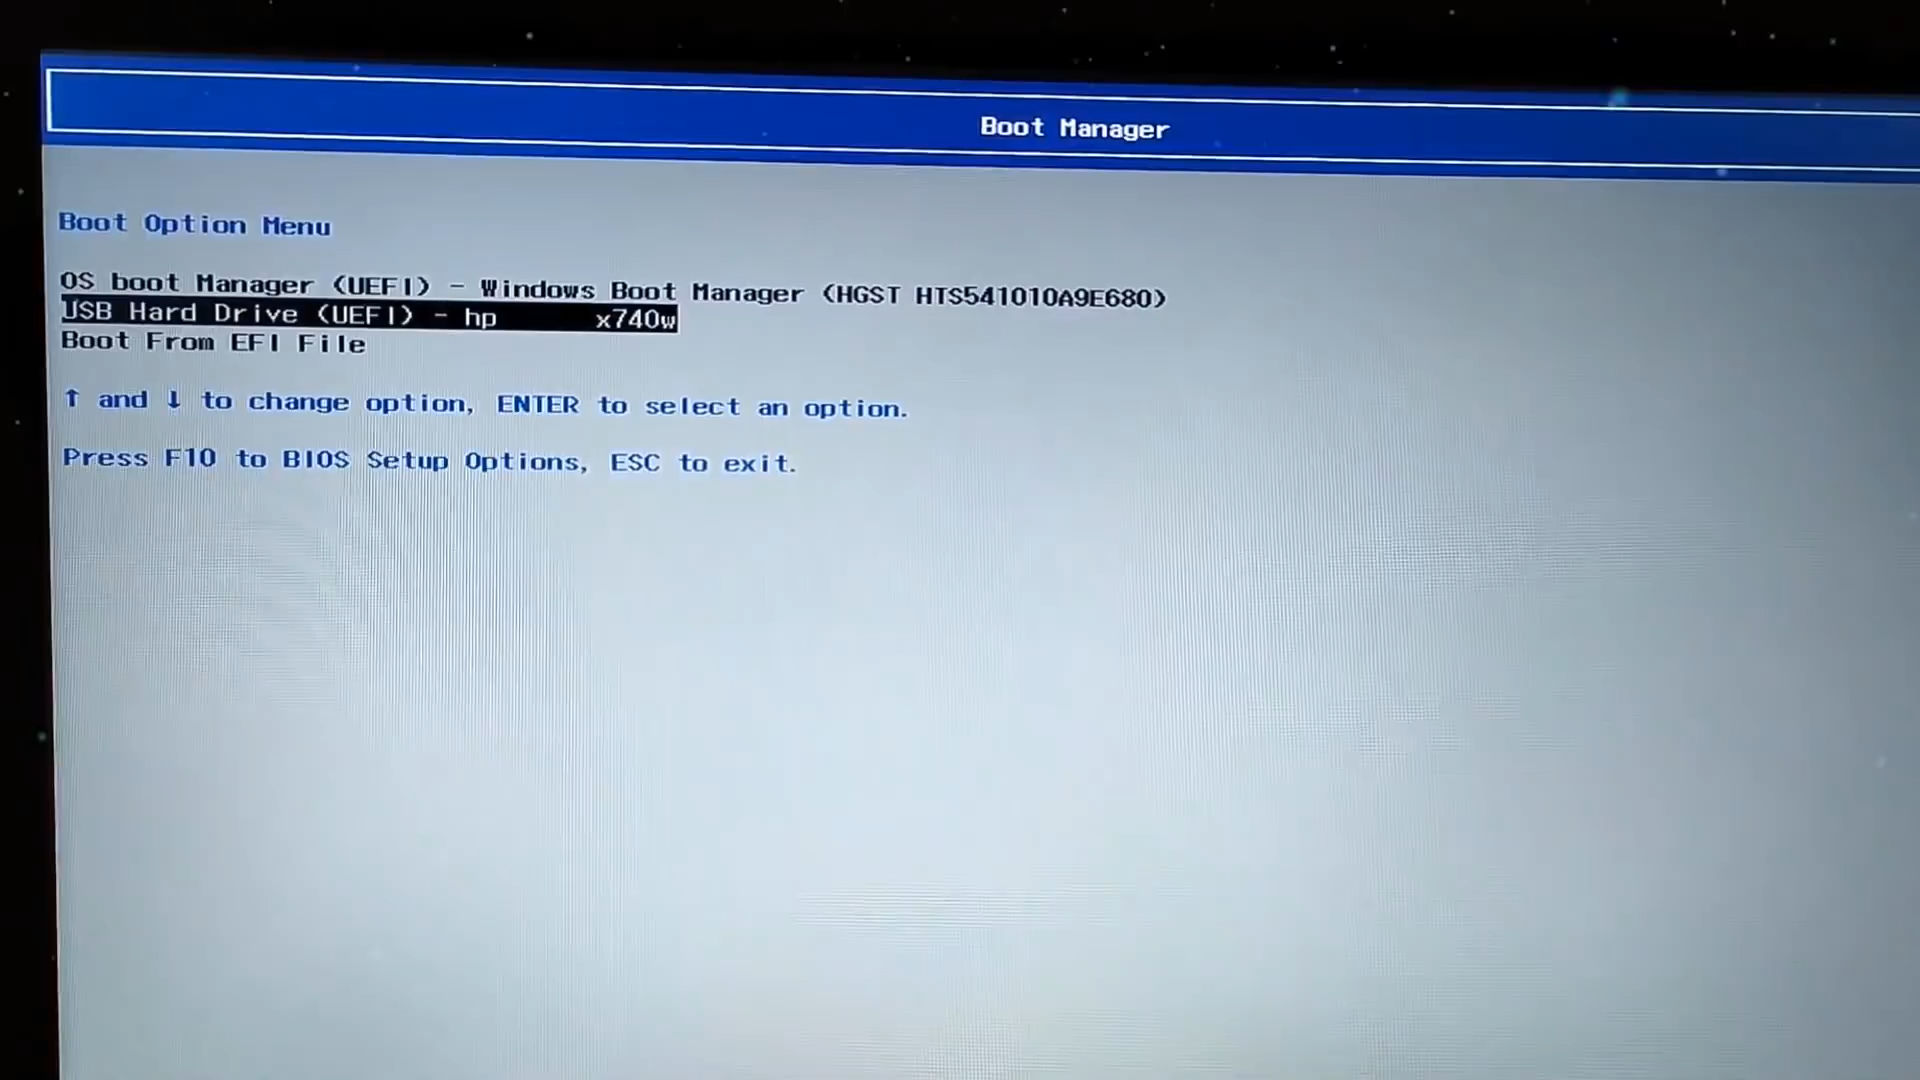 Boot Manager
Boot Option Menu
OS boot Manager (UEFI) - Windows Boot Manager (HGST HTS541010A9E680)
USB Hard Drive (UEFI) - hp x740w
Boot From EFI File
↑ and ↓ to change option, ENTER to select an option.
Press F10 to BIOS Setup Options, ESC to exit.